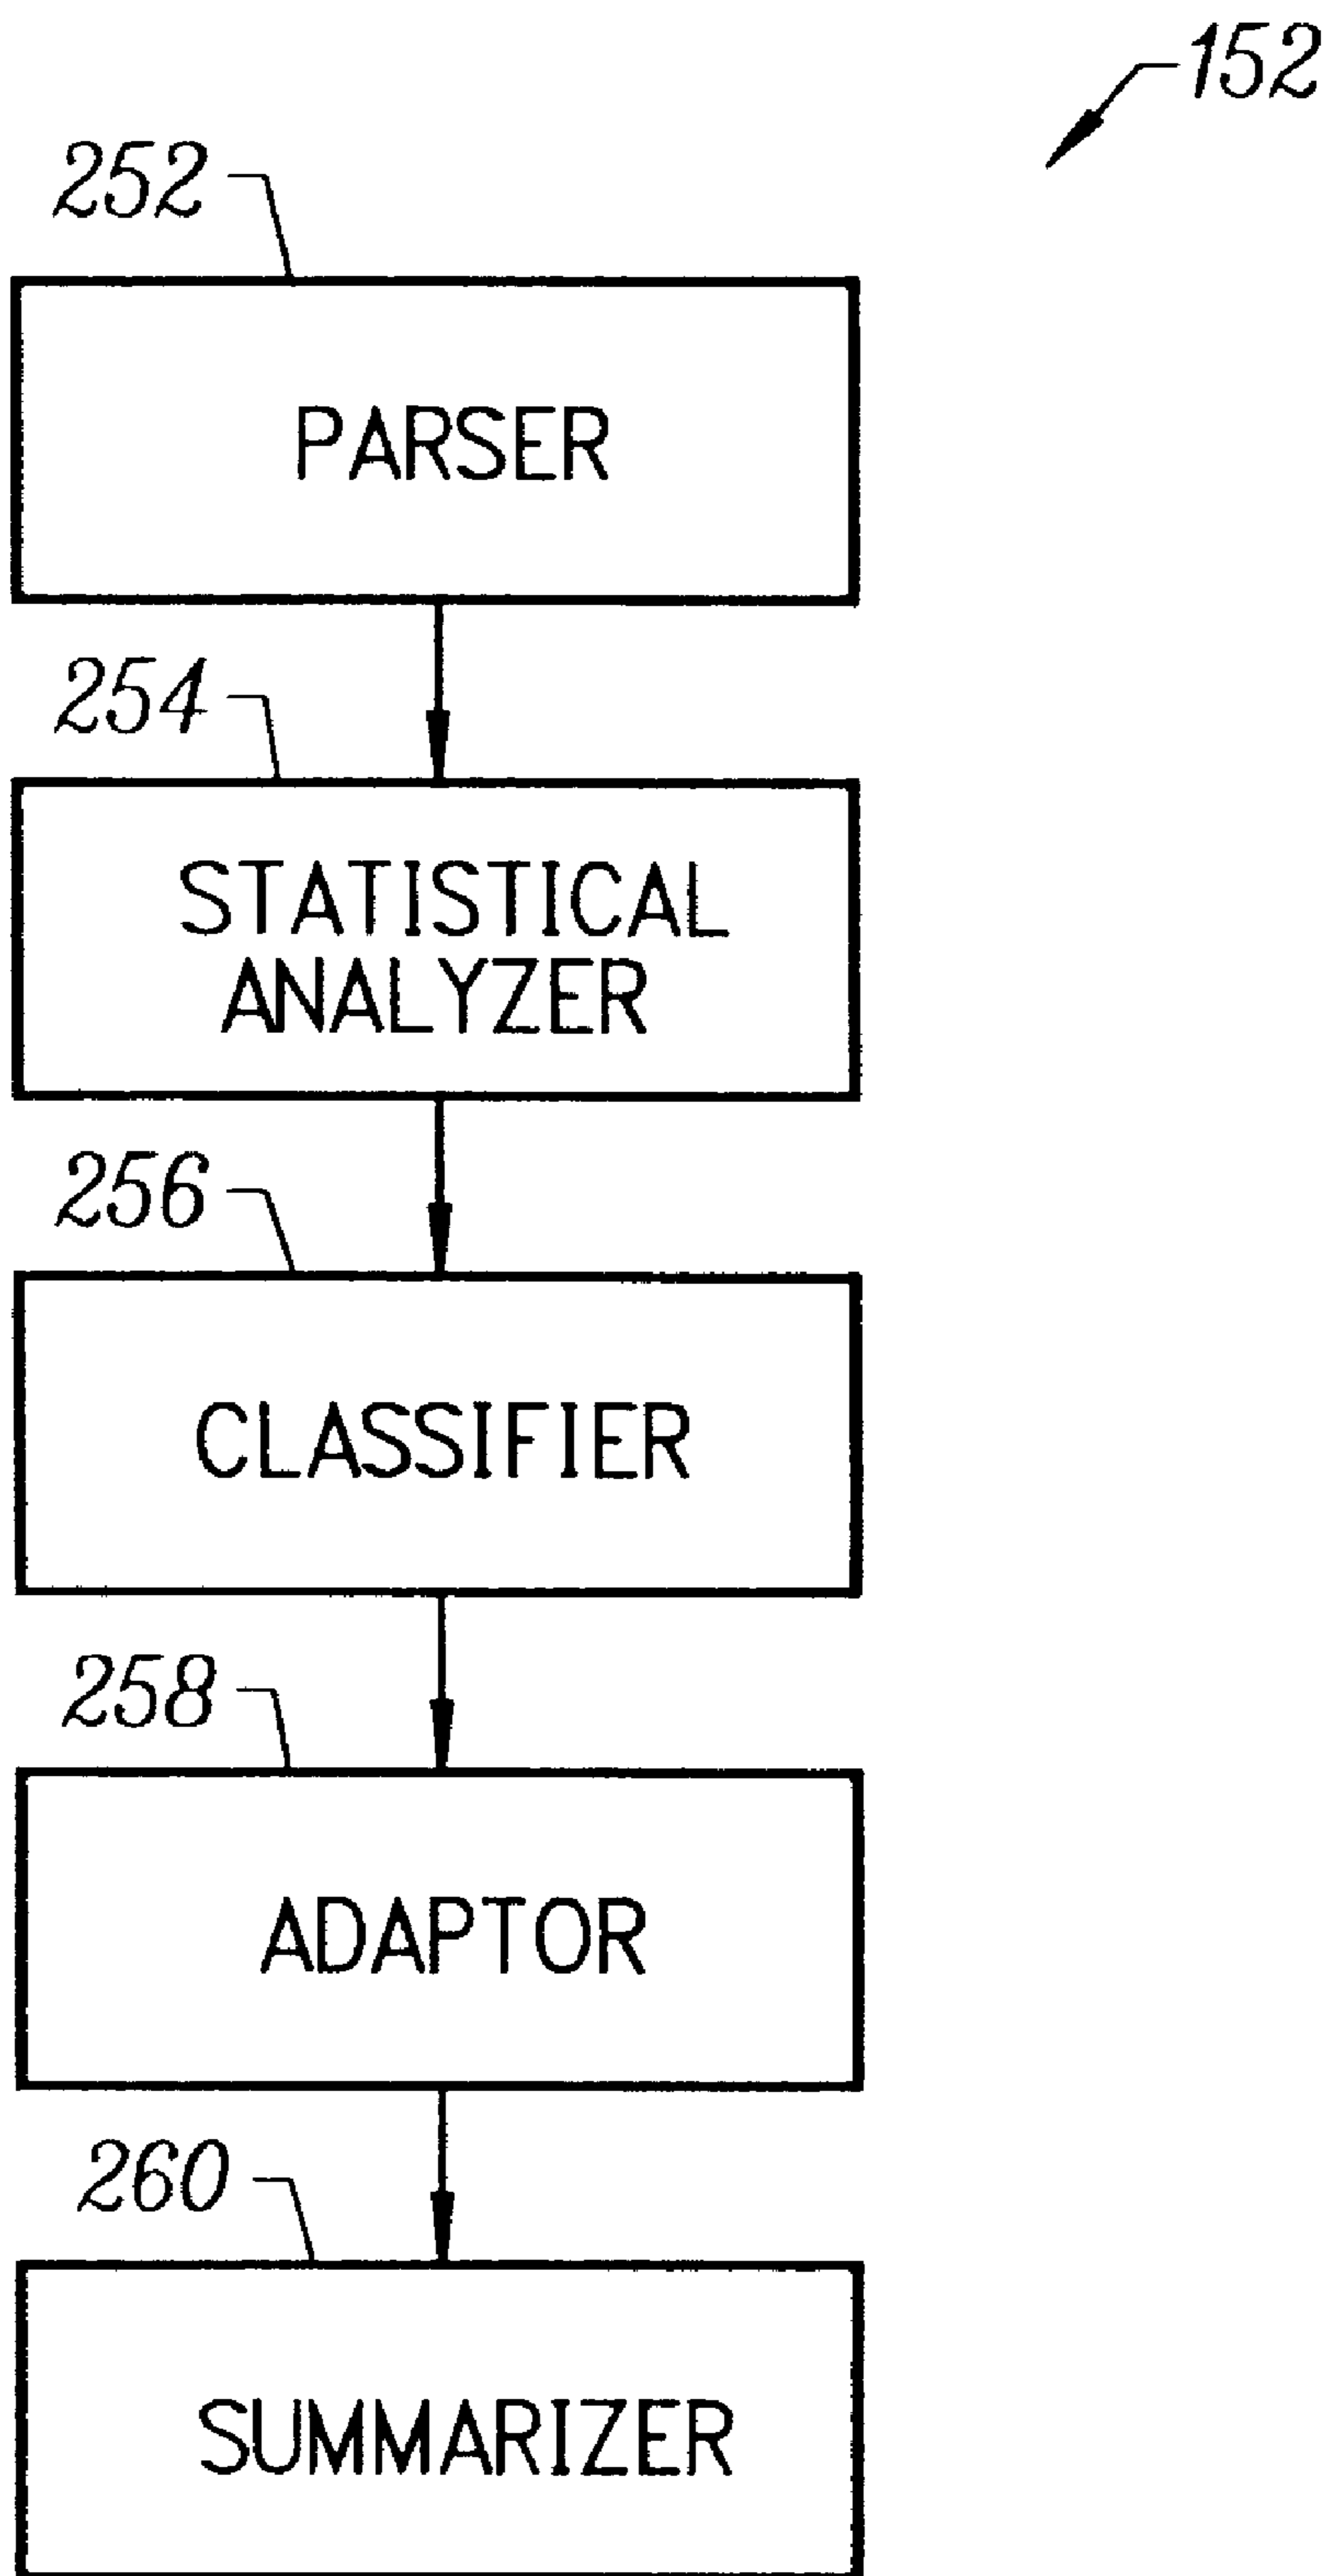 152
252
PARSER
254
STATISTICAL
ANALYZER
256
CLASSIFIER
258
ADAPTOR
260
SUMMARIZER